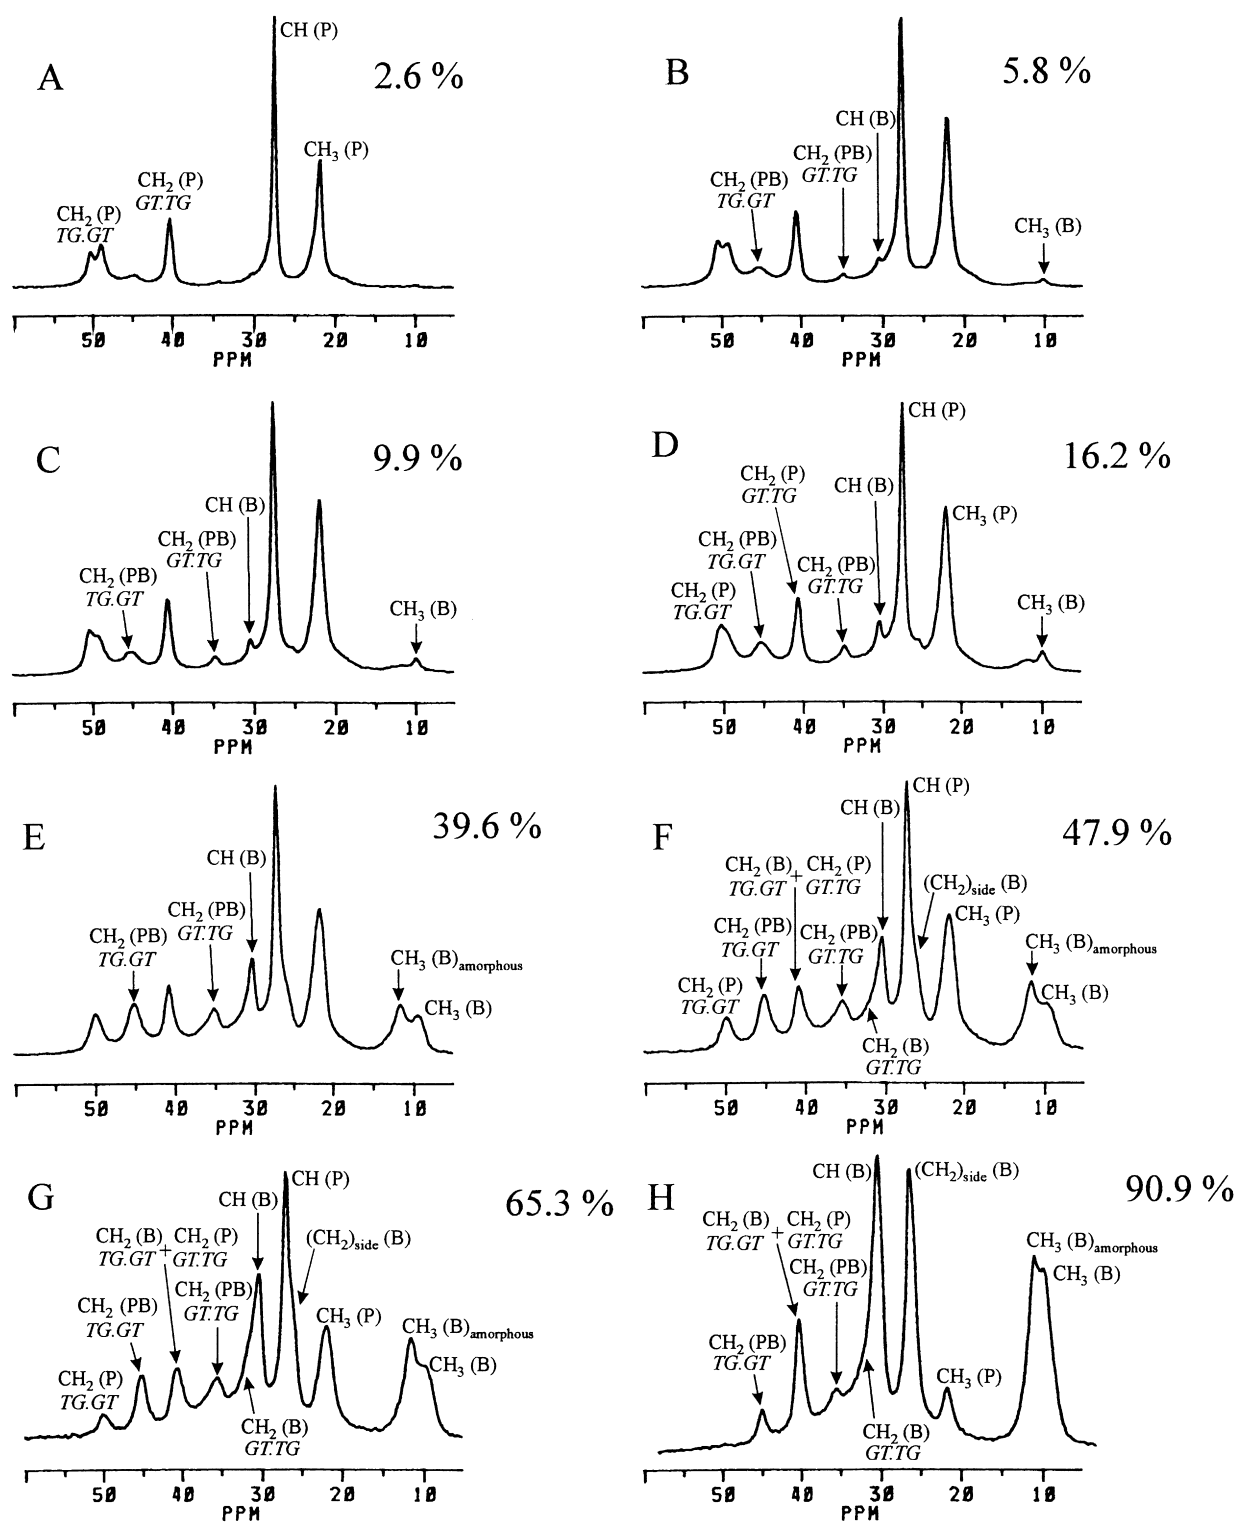 A
2.6 %
CH (P)
CH3 (P)
CH2 (P)
GT.TG
CH2 (P)
TG.GT
50 40 30 20 10
PPM
B
5.8 %
CH (B)
CH2 (PB)
GT.TG
CH2 (PB)
TG.GT
CH3 (B)
50 40 30 20 10
PPM
C
9.9 %
CH (B)
CH2 (PB)
GT.TG
CH2 (PB)
TG.GT
CH3 (B)
50 40 30 20 10
PPM
D
16.2 %
CH (P)
CH2 (P)
GT.TG
CH (B)
CH3 (P)
CH2 (PB)
TG.GT
CH2 (PB)
GT.TG
CH2 (P)
TG.GT
CH3 (B)
50 40 30 20 10
PPM
E
39.6 %
CH (B)
CH2 (PB)
GT.TG
CH2 (PB)
TG.GT
CH3 (B)amorphous
CH3 (B)
50 40 30 20 10
PPM
F
47.9 %
CH (P)
CH (B)
CH2 (B) + CH2 (P)
TG.GT GT.TG
(CH2)side (B)
CH3 (P)
CH2 (PB)
TG.GT
CH2 (PB)
GT.TG
CH3 (B)amorphous
CH2 (P)
TG.GT
CH3 (B)
CH2 (B)
GT.TG
50 40 30 20 10
PPM
G
65.3 %
CH (P)
CH (B)
CH2 (B) + CH2 (P)
TG.GT GT.TG
(CH2)side (B)
CH2 (PB)
GT.TG
CH2 (PB)
TG.GT
CH3 (P)
CH3 (B)amorphous
CH3 (B)
CH2 (P)
TG.GT
CH2 (B)
GT.TG
50 40 30 20 10
PPM
H
90.9 %
CH (B)
(CH2)side (B)
CH2 (B) + CH2 (P)
TG.GT GT.TG
CH2 (PB)
GT.TG
CH3 (B)amorphous
CH3 (B)
CH2 (PB)
TG.GT
CH3 (P)
CH2 (B)
GT.TG
50 40 30 20 10
PPM